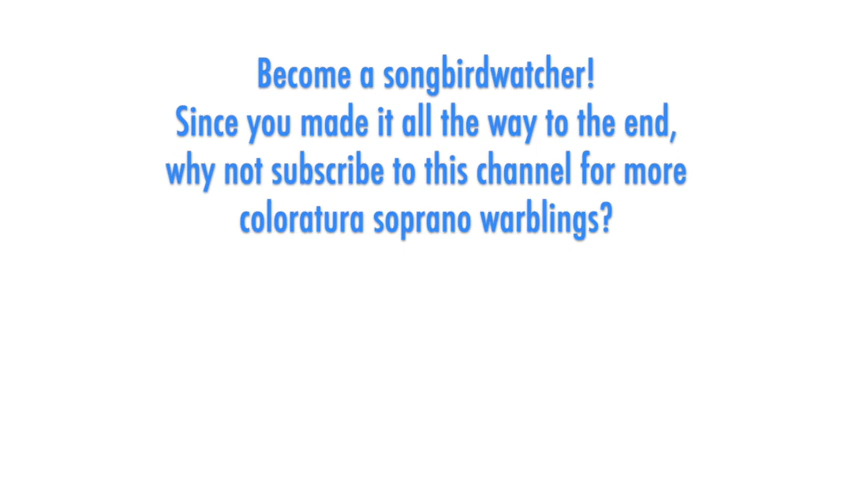 Become a songbirdwatcher!
Since you made it all the way to the end,
why not subscribe to this channel for more
coloratura soprano warblings?